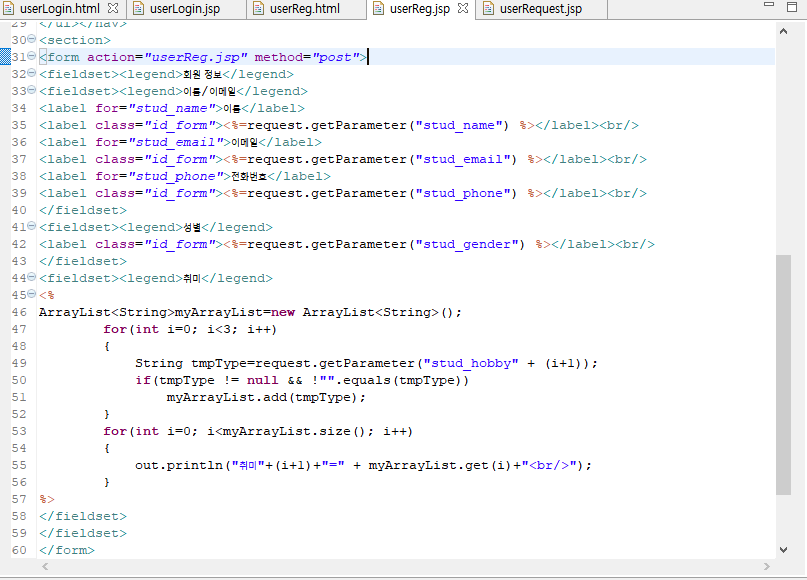 userLogin.html userLogin.jsp userReg.html userReg.jsp userRequest.jsp
29 </ul></nav>
30 <section>
31 <form action="userReg.jsp" method="post">
32 <fieldset><legend>회원 정보</legend>
33 <fieldset><legend>이름/이메일</legend>
34 <label for="stud_name">이름</label>
35 <label class="id_form"><%=request.getParameter("stud_name") %></label><br/>
36 <label for="stud_email">이메일</label>
37 <label class="id_form"><%=request.getParameter("stud_email") %></label><br/>
38 <label for="stud_phone">전화번호</label>
39 <label class="id_form"><%=request.getParameter("stud_phone") %></label><br/>
40 </fieldset>
41 <fieldset><legend>성별</legend>
42 <label class="id_form"><%=request.getParameter("stud_gender") %></label><br/>
43 </fieldset>
44 <fieldset><legend>취미</legend>
45 <%
46 ArrayList<String>myArrayList=new ArrayList<String>();
47         for(int i=0; i<3; i++)
48         {
49             String tmpType=request.getParameter("stud_hobby" + (i+1));
50             if(tmpType != null && !"".equals(tmpType))
51                 myArrayList.add(tmpType);
52         }
53         for(int i=0; i<myArrayList.size(); i++)
54         {
55             out.println("취미"+(i+1)+"=" + myArrayList.get(i)+"<br/>");
56         }
57 %>
58 </fieldset>
59 </fieldset>
60 </form>